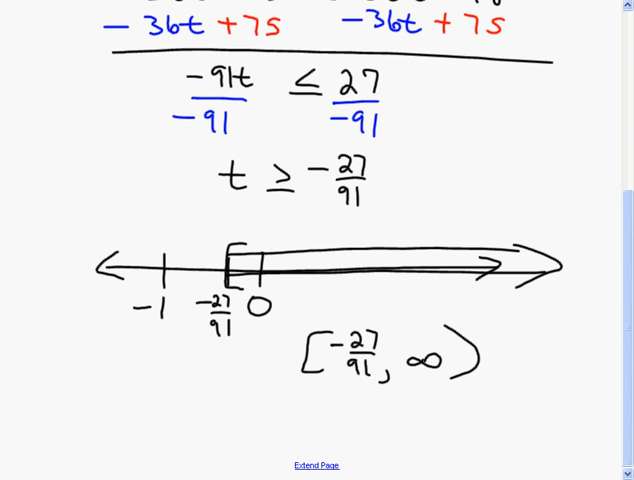 - 36t +75 -36t +75
-91t ≤ 27
-91 -91
t ≥ -27/91
-1 -27/91 0
[-27/91, ∞)
Extend Page